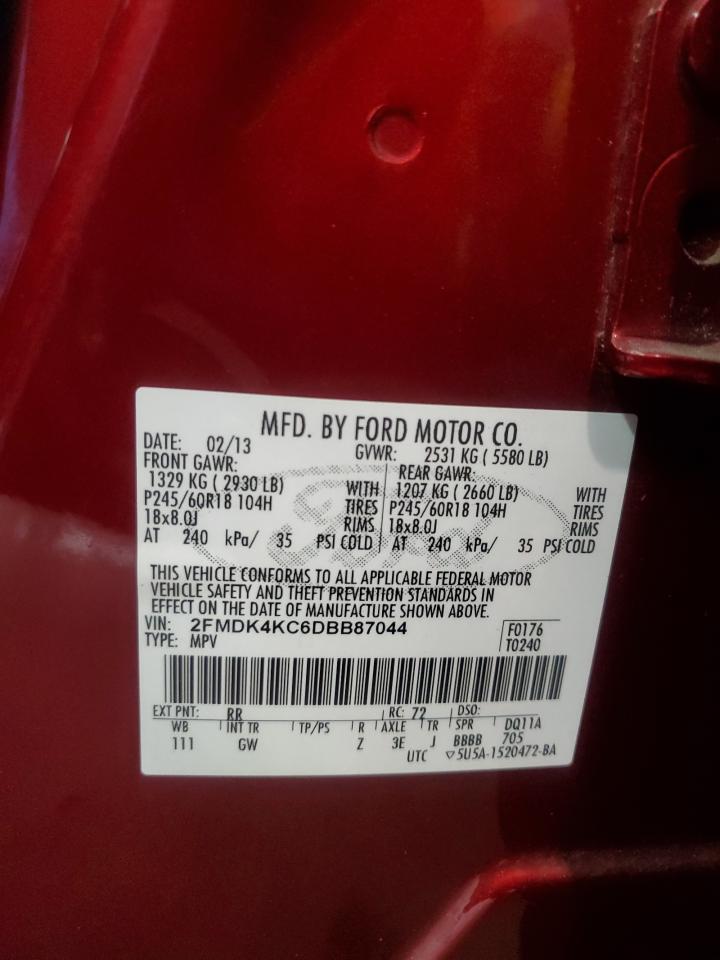 MFD. BY FORD MOTOR CO.
DATE: 02/13 GVWR: 2531 KG ( 5580 LB)
FRONT GAWR: REAR GAWR:
1329 KG ( 2930 LB) WITH 1207 KG ( 2660 LB) WITH
P245/60R18 104H TIRES P245/60R18 104H TIRES
18x8.0J RIMS 18x8.0J RIMS
AT 240 kPa/ 35 PSI COLD AT 240 kPa/ 35 PSI COLD
Ford
THIS VEHICLE CONFORMS TO ALL APPLICABLE FEDERAL MOTOR
VEHICLE SAFETY AND THEFT PREVENTION STANDARDS IN
EFFECT ON THE DATE OF MANUFACTURE SHOWN ABOVE.
VIN: 2FMDK4KC6DBB87044 F0176
TYPE: MPV T0240
EXT PNT: RR RC: 72 DSO:
WB INT TR TP/PS R AXLE TR SPR DQ11A
111 GW Z 3E J BBBB 705
UTC ▽5U5A-1520472-BA